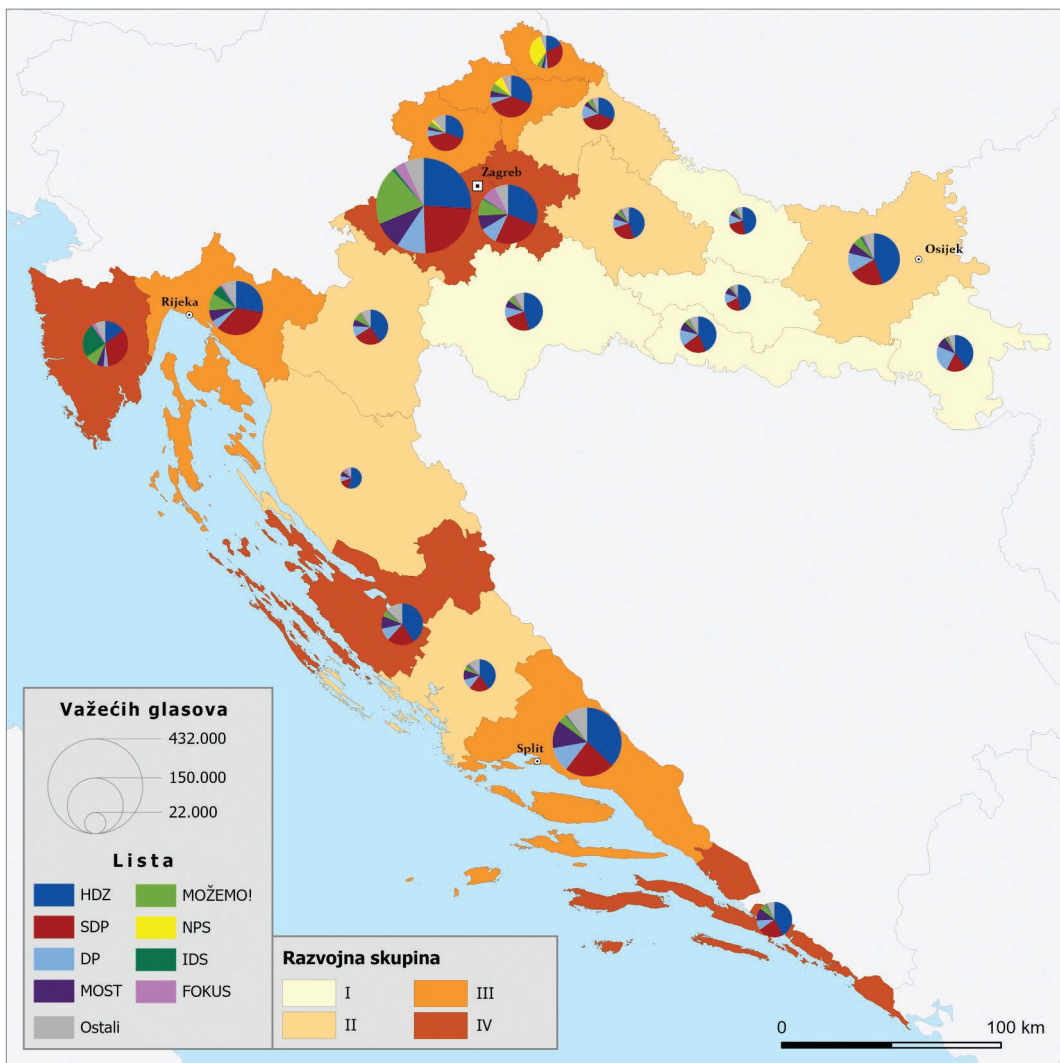 Zagreb
Osijek
Rijeka
Split
Važećih glasova
432.000
150.000
22.000
Lista
HDZ
MOŽEMO!
SDP
NPS
DP
IDS
MOST
FOKUS
Ostali
Razvojna skupina
I
III
II
IV
0
100 km